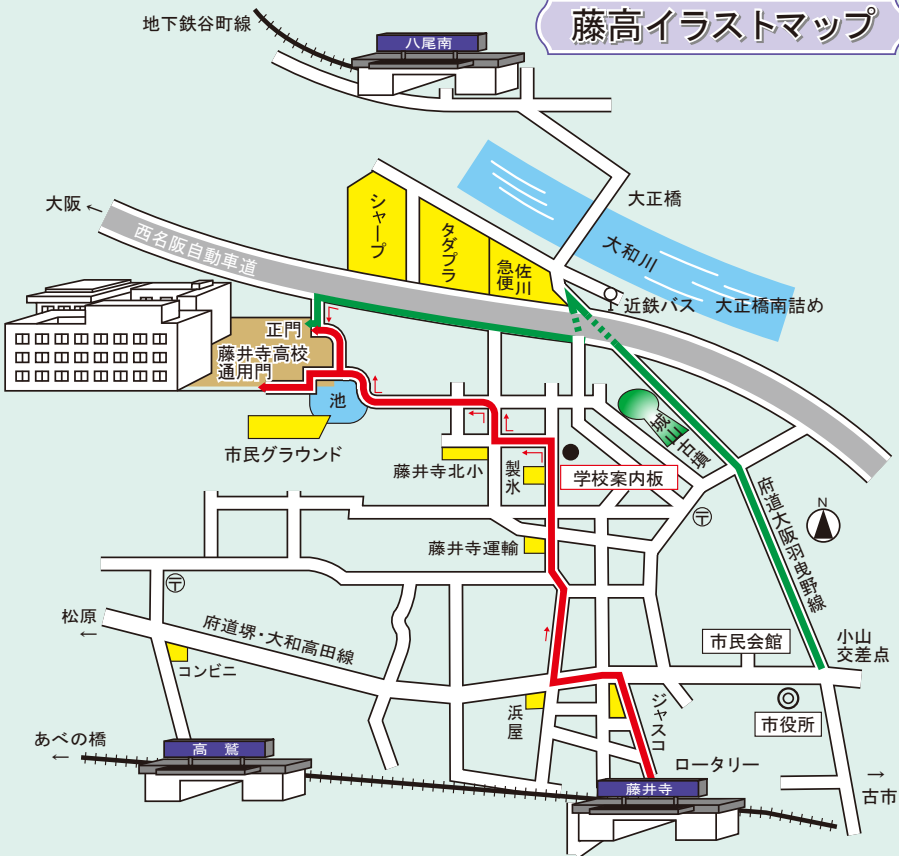 藤高イラストマップ
地下鉄谷町線
八尾南
大阪←
西名阪自動車道
シャープ
タダプラ
佐川
急便
大正橋
大和川
近鉄バス 大正橋南詰め
正門
藤井寺高校
通用門
池
市民グラウンド
藤井寺北小
製氷
学校案内板
城山古墳
〒
N
府道大阪羽曳野線
藤井寺運輸
〒
松原
←
府道堺・大和高田線
コンビニ
市民会館
小山
交差点
浜屋
ジャスコ
市役所
あべの橋
←
高鷲
ロータリー
藤井寺
→
古市